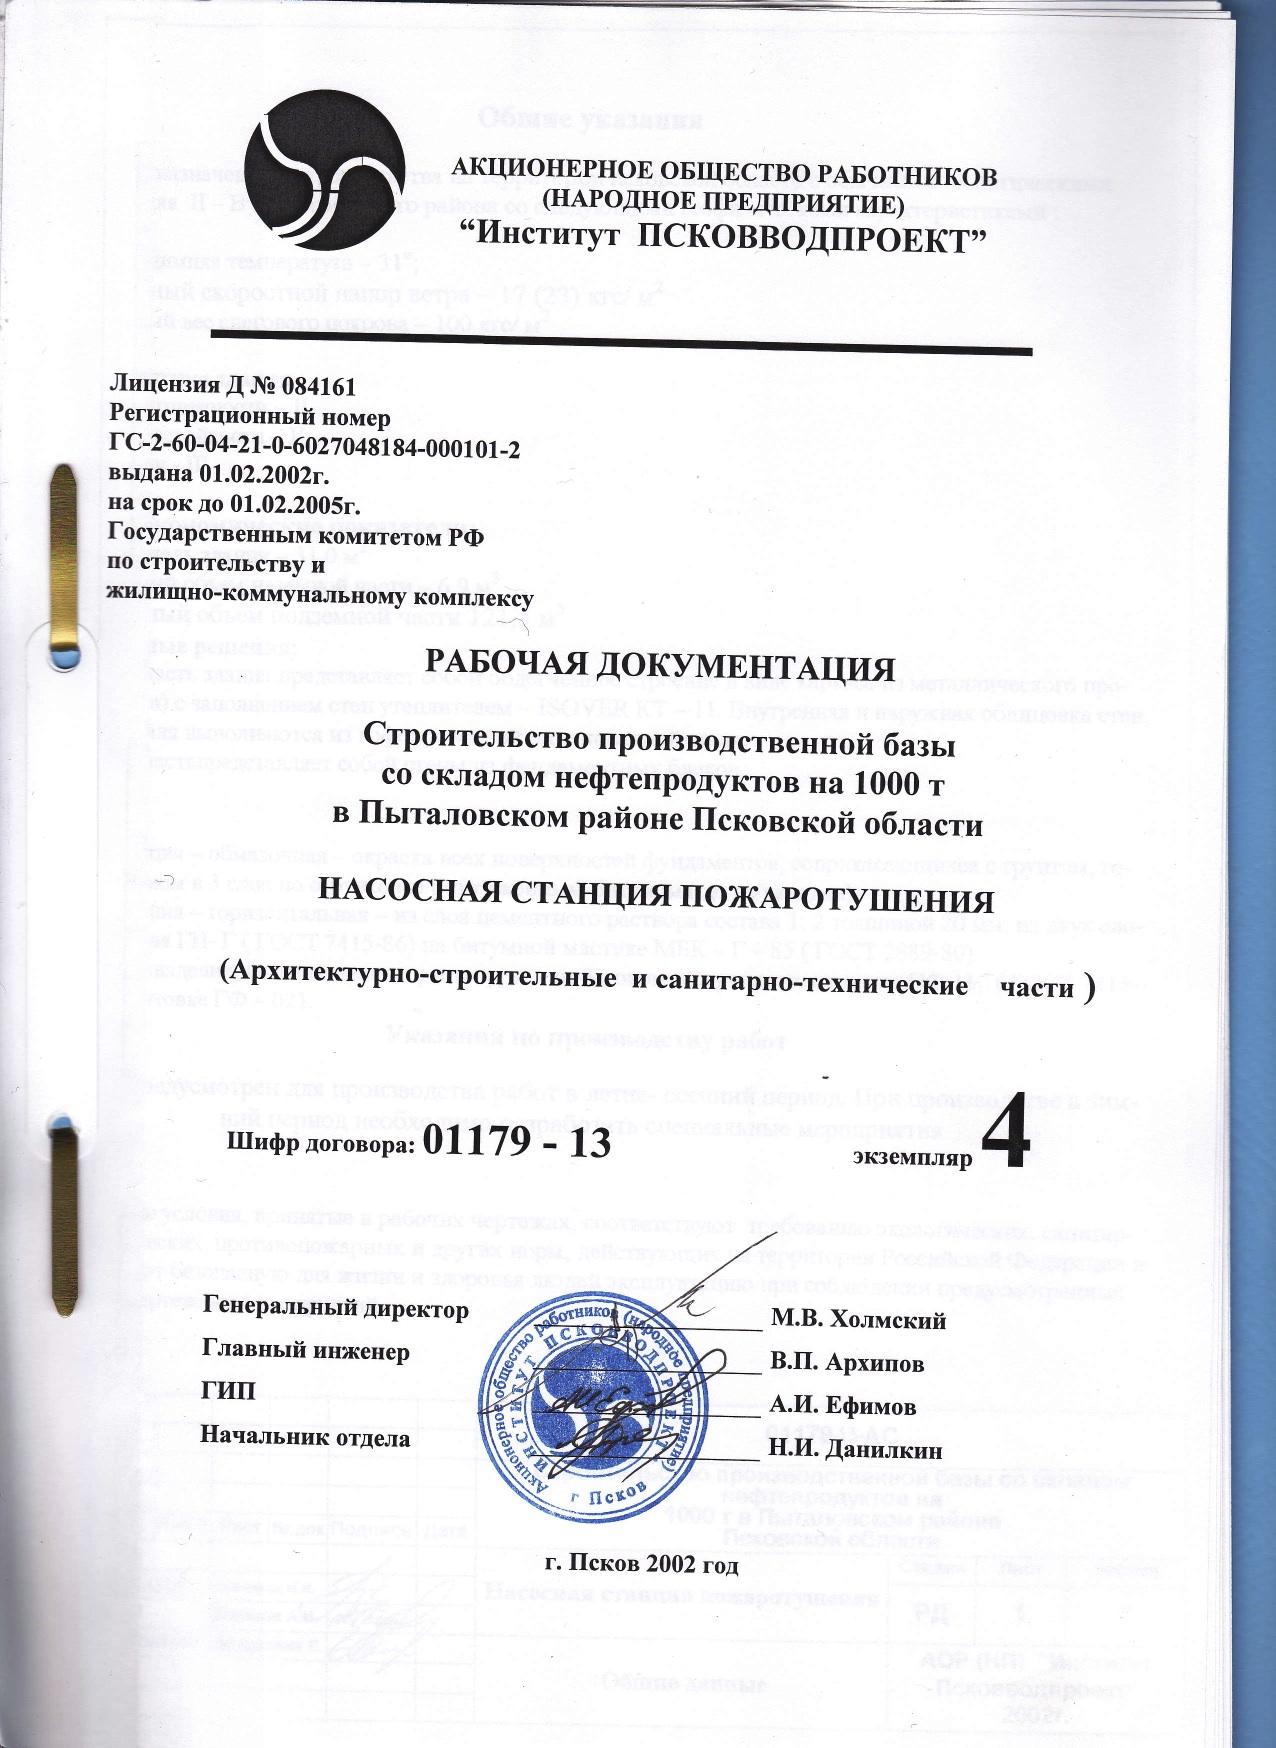 АКЦИОНЕРНОЕ ОБЩЕСТВО РАБОТНИКОВ
(НАРОДНОЕ ПРЕДПРИЯТИЕ)
“Институт ПСКОВВОДПРОЕКТ”
Лицензия Д № 084161
Регистрационный номер
ГС-2-60-04-21-0-6027048184-000101-2
выдана 01.02.2002г.
на срок до 01.02.2005г.
Государственным комитетом РФ
по строительству и
жилищно-коммунальному комплексу
РАБОЧАЯ ДОКУМЕНТАЦИЯ
Строительство производственной базы
со складом нефтепродуктов на 1000 т
в Пыталовском районе Псковской области
НАСОСНАЯ СТАНЦИЯ ПОЖАРОТУШЕНИЯ
(Архитектурно-строительные и санитарно-технические части )
Шифр договора: 01179 - 13 экземпляр 4
Генеральный директор М.В. Холмский
Главный инженер В.П. Архипов
ГИП А.И. Ефимов
Начальник отдела Н.И. Данилкин
Акционерное общество работников (народное предприятие)
ИНСТИТУТ ПСКОВВОДПРОЕКТ
г Псков
г. Псков 2002 год